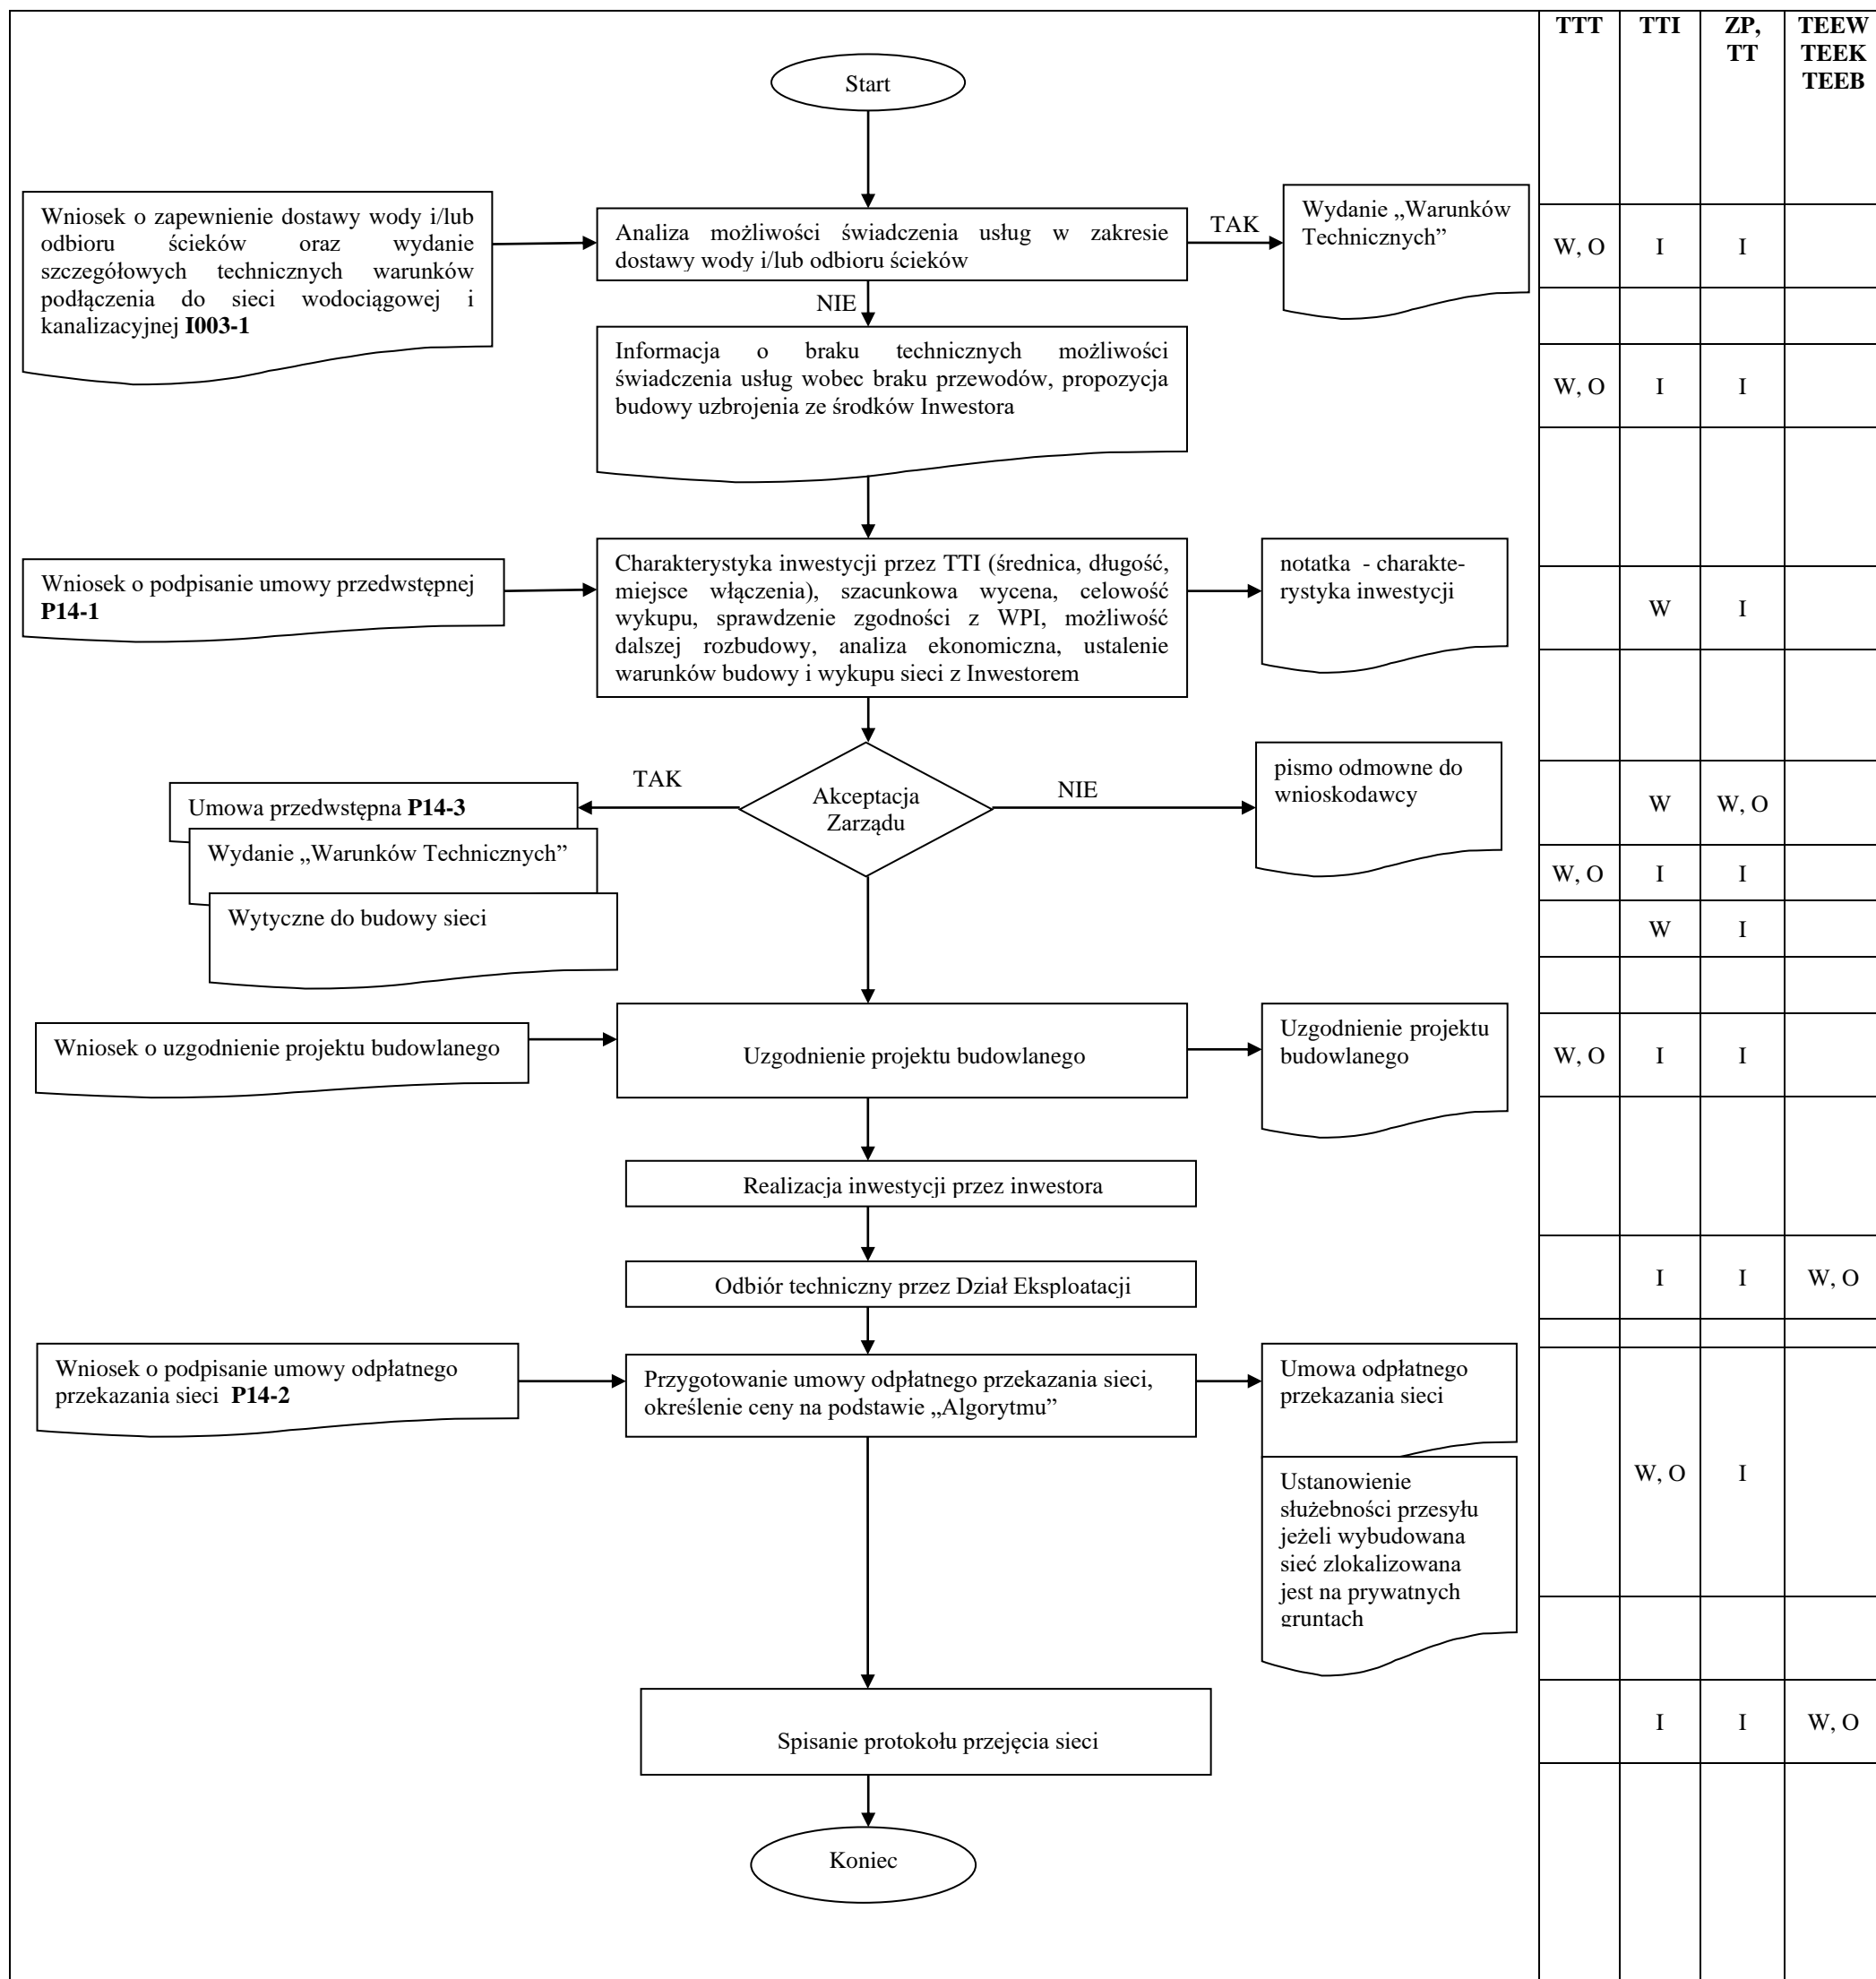 TTT TTI ZP, TEEW
TT TEEK
TEEB
Start
Wniosek o zapewnienie dostawy wody i/lub
odbioru ścieków oraz wydanie
szczegółowych technicznych warunków
podłączenia do sieci wodociągowej i
kanalizacyjnej I003-1
Analiza możliwości świadczenia usług w zakresie
dostawy wody i/lub odbioru ścieków
TAK
Wydanie „Warunków
Technicznych”
W, O I I
NIE
Informacja o braku technicznych możliwości
świadczenia usług wobec braku przewodów, propozycja
budowy uzbrojenia ze środków Inwestora
W, O I I
Wniosek o podpisanie umowy przedwstępnej
P14-1
Charakterystyka inwestycji przez TTI (średnica, długość,
miejsce włączenia), szacunkowa wycena, celowość
wykupu, sprawdzenie zgodności z WPI, możliwość
dalszej rozbudowy, analiza ekonomiczna, ustalenie
warunków budowy i wykupu sieci z Inwestorem
notatka - charakte-
rystyka inwestycji
W I
Akceptacja
Zarządu
TAK
NIE
pismo odmowne do
wnioskodawcy
W W, O
Umowa przedwstępna P14-3
Wydanie „Warunków Technicznych”
W, O I I
Wytyczne do budowy sieci
W I
Wniosek o uzgodnienie projektu budowlanego
Uzgodnienie projektu budowlanego
Uzgodnienie projektu
budowlanego
W, O I I
Realizacja inwestycji przez inwestora
Odbiór techniczny przez Dział Eksploatacji
I I W, O
Wniosek o podpisanie umowy odpłatnego
przekazania sieci P14-2
Przygotowanie umowy odpłatnego przekazania sieci,
określenie ceny na podstawie „Algorytmu”
Umowa odpłatnego
przekazania sieci
Ustanowienie
służebności przesyłu
jeżeli wybudowana
sieć zlokalizowana
jest na prywatnych
gruntach
W, O I
Spisanie protokołu przejęcia sieci
I I W, O
Koniec